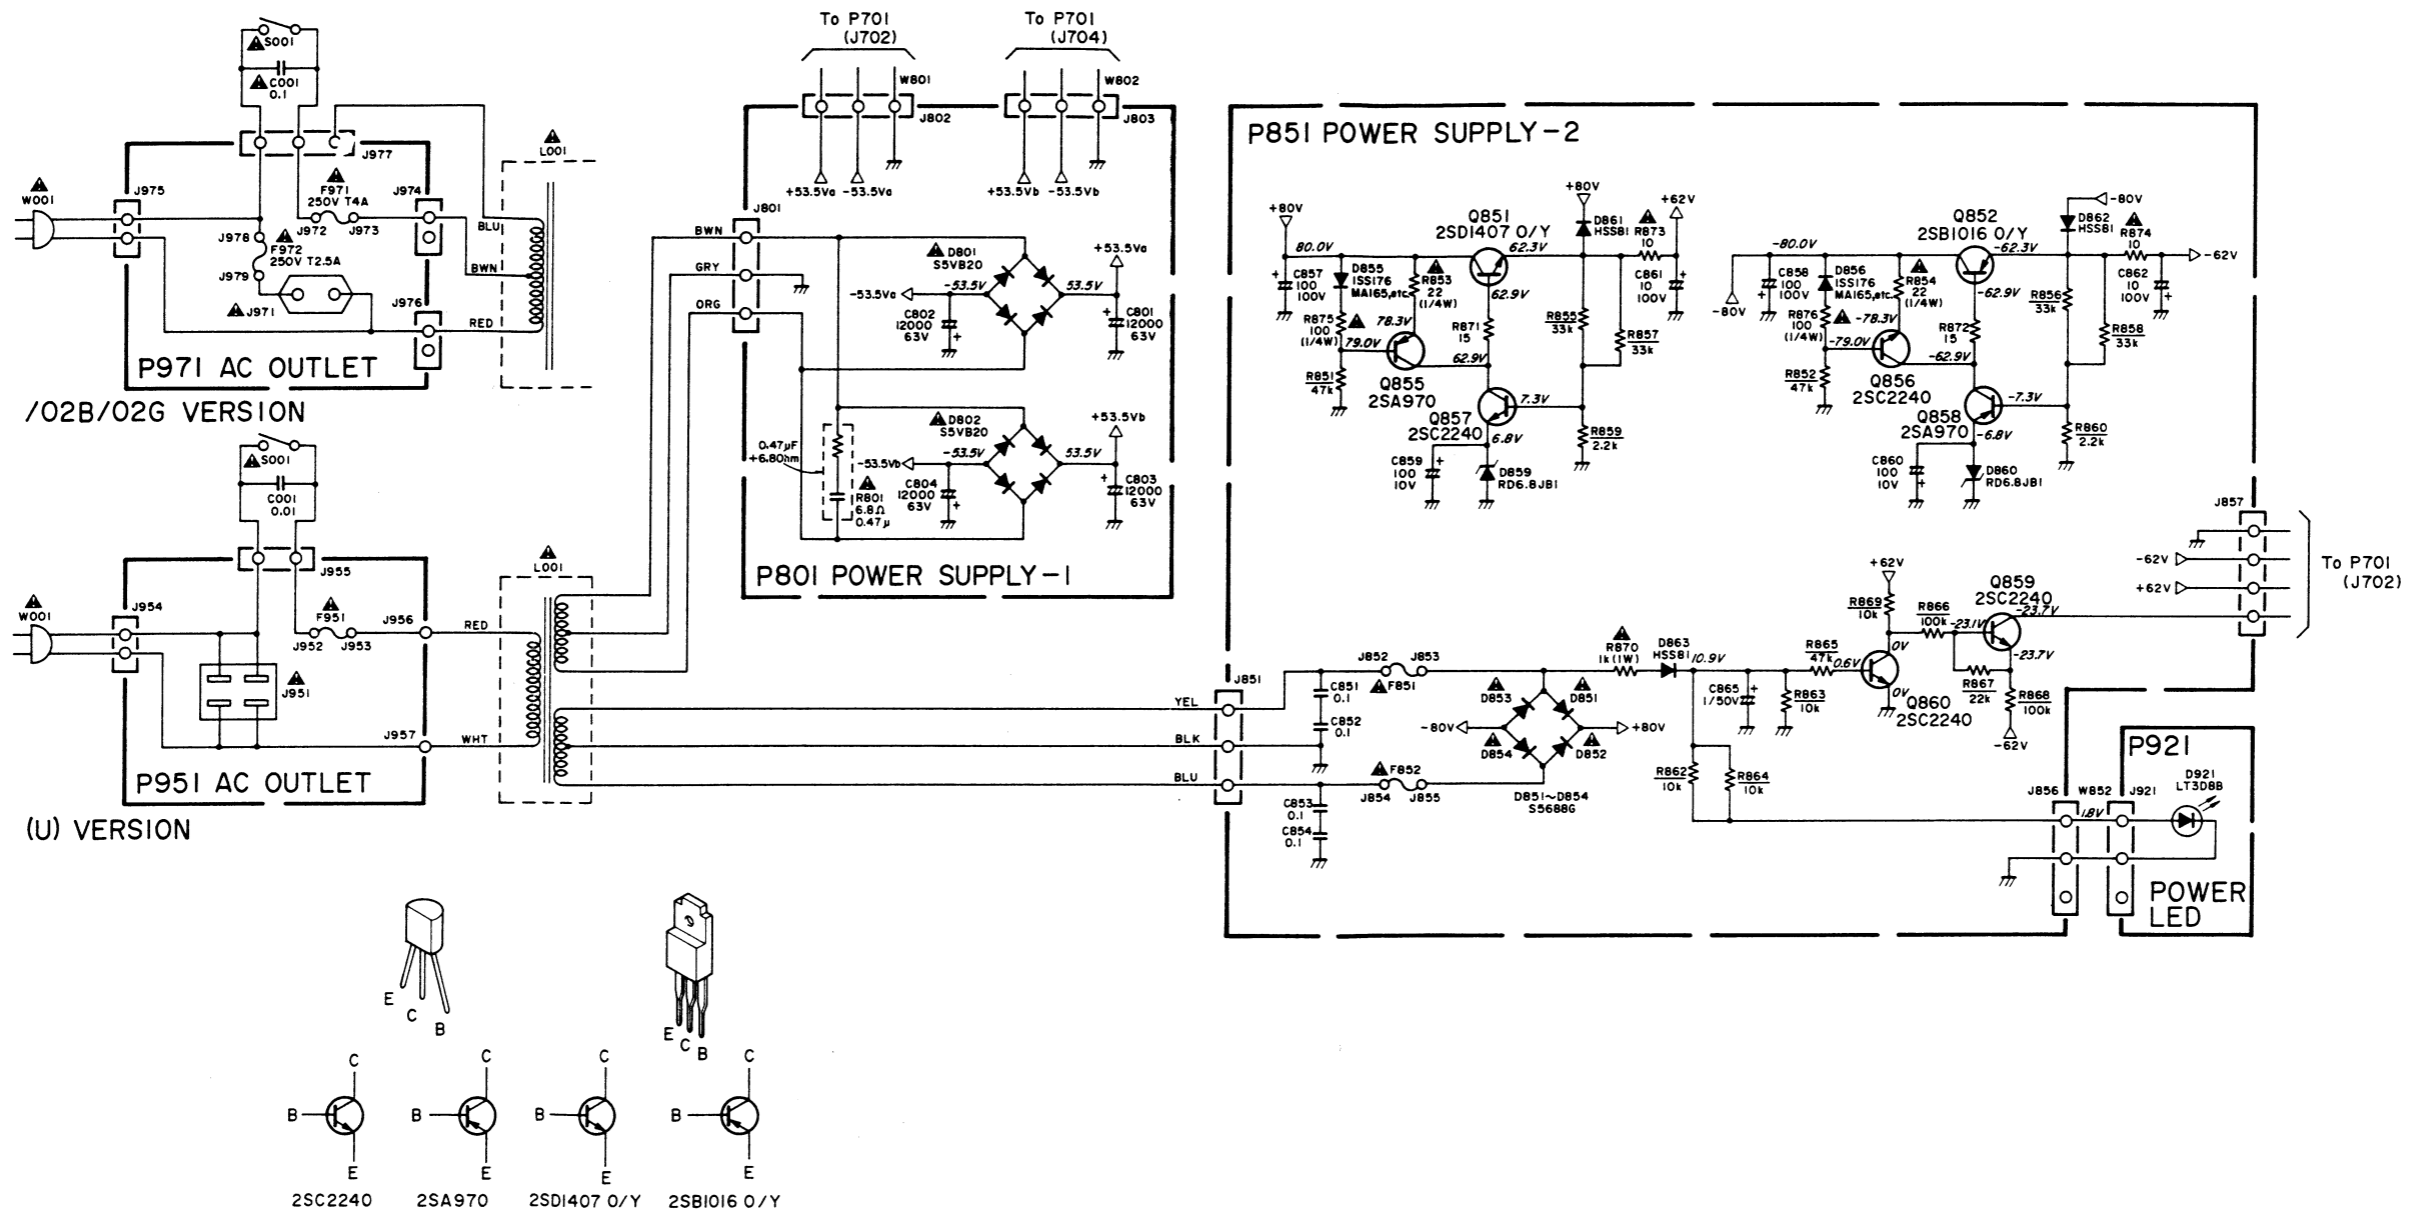 To P701
(J702)
To P701
(J704)
S001
C001
0.1
W801
W802
J802
J803
P851 POWER SUPPLY-2
J977
L001
W001
J975
F971
250V T4A
J974
J972
J973
J978
F972
250V T2.5A
J979
J971
J976
BLU
BWN
RED
P971 AC OUTLET
/02B/02G VERSION
+53.5Va
-53.5Va
+53.5Vb
-53.5Vb
J801
BWN
GRY
ORG
D801
S5VB20
+53.5Va
-53.5Va
-53.5V
53.5V
C802
12000
63V
C801
12000
63V
D802
S5VB20
+53.5Vb
-53.5Vb
-53.5V
53.5V
0.47µF
+6.8ohm
R801
6.8Ω
0.47µ
C804
12000
63V
C803
12000
63V
P801 POWER SUPPLY-1
+80V
80.0V
C857
100
100V
D855
ISS176
MA165,etc.
R853
22
(1/4W)
R875
100
(1/4W)
78.3V
79.0V
R851
47k
Q855
2SA970
Q851
2SD1407 O/Y
62.3V
62.9V
R871
15
62.9V
+80V
D861
HSS81
R873
10
+62V
C861
10
100V
R855
33k
R857
33k
Q857
2SC2240
7.3V
6.8V
C859
100
10V
D859
RD6.8JB1
R859
2.2k
-80V
-80.0V
C858
100
100V
D856
ISS176
MA165,etc.
R854
22
(1/4W)
R876
100
(1/4W)
-78.3V
-79.0V
R852
47k
Q856
2SC2240
Q852
2SB1016 O/Y
-62.3V
-62.9V
R872
15
-62.9V
-80V
D862
HSS81
R874
10
-62V
C862
10
100V
R856
33k
R858
33k
Q858
2SA970
-7.3V
-6.8V
C860
100
10V
D860
RD6.8JB1
R860
2.2k
J857
-62V
+62V
To P701
(J702)
S001
C001
0.01
J955
W001
J954
F951
J956
J952
J953
J951
J957
RED
WHT
L001
P951 AC OUTLET
(U) VERSION
YEL
BLK
BLU
J851
C851
0.1
C852
0.1
C853
0.1
C854
0.1
J852
J853
F851
F852
J854
J855
D853
D851
-80V
+80V
D854
D852
D851~D854
S5688G
R870
1k(1W)
D863
HSS81
10.9V
C865
1/50V
R863
10k
R865
47k
0.6V
R862
10k
R864
10k
+62V
R869
10k
0V
0V
Q860
2SC2240
R866
100k
-23.1V
Q859
2SC2240
-23.7V
-23.7V
R867
22k
R868
100k
-62V
J856
W852
J921
1.8V
P921
D921
LT3D8B
POWER
LED
E
C
B
E
C
B
C
B
E
2SC2240
C
B
E
2SA970
C
B
E
2SD1407 O/Y
C
B
E
2SB1016 O/Y